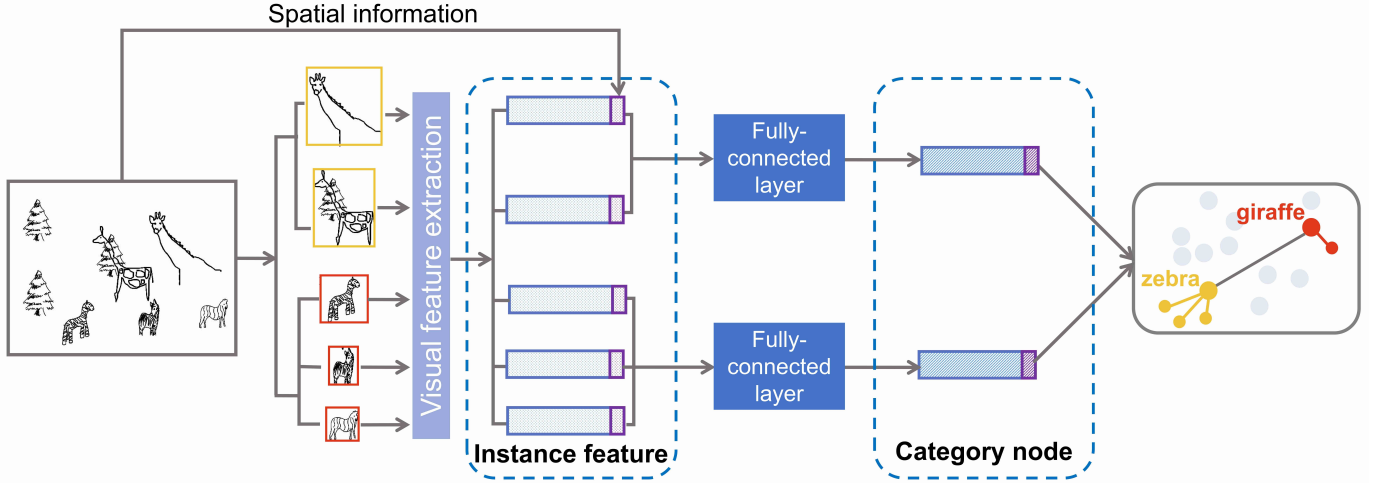 Spatial information
Visual feature extraction
Fully-
connected
layer
Fully-
connected
layer
Instance feature
Category node
giraffe
zebra